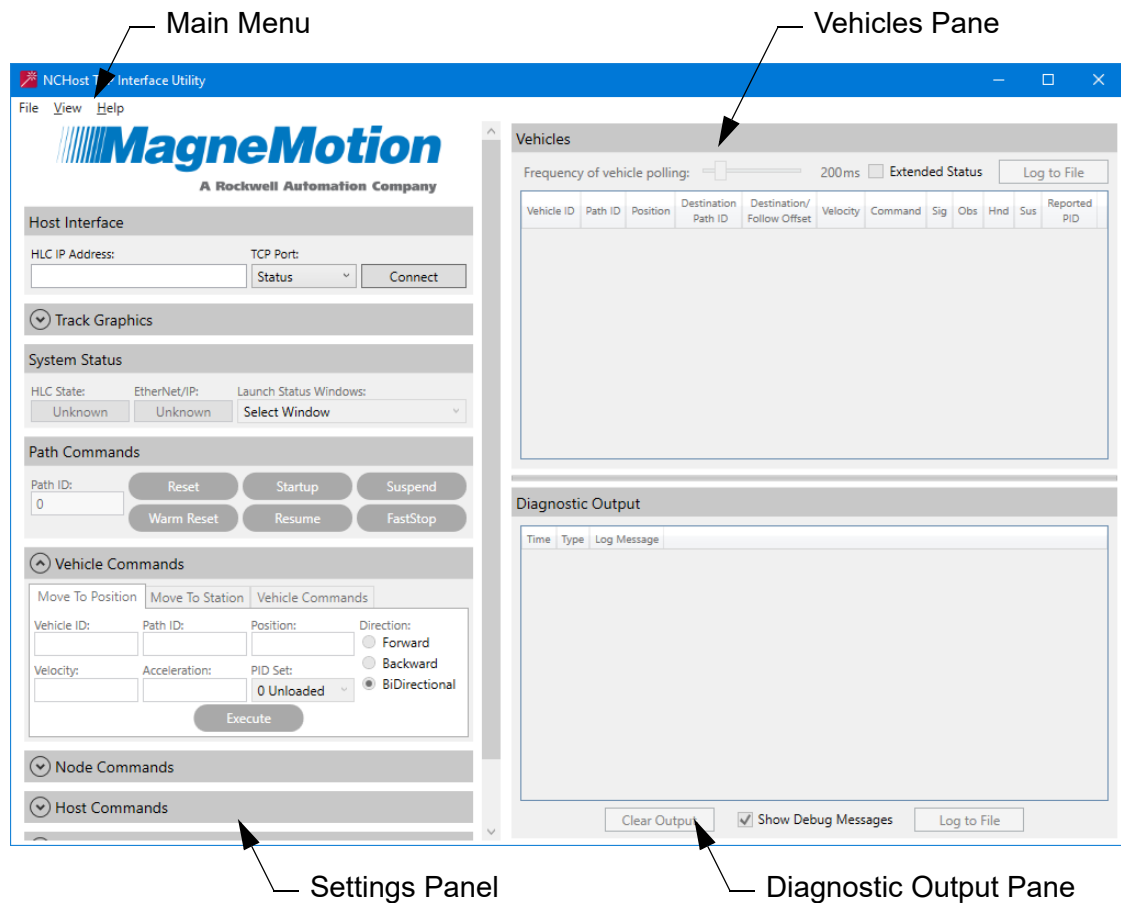 Main Menu
Vehicles Pane
NCHost T Interface Utility
File View Help
MagneMotion
A Rockwell Automation Company
Host Interface
HLC IP Address:
TCP Port:
Status
Connect
Track Graphics
System Status
HLC State:
EtherNet/IP:
Launch Status Windows:
Unknown
Unknown
Select Window
Path Commands
Path ID:
0
Reset
Startup
Suspend
Warm Reset
Resume
FastStop
Vehicle Commands
Move To Position
Move To Station
Vehicle Commands
Vehicle ID:
Path ID:
Position:
Direction:
Forward
Backward
BiDirectional
Velocity:
Acceleration:
PID Set:
0 Unloaded
Execute
Node Commands
Host Commands
Vehicles
Frequency of vehicle polling:
200ms
Extended Status
Log to File
Vehicle ID
Path ID
Position
Destination
Path ID
Destination/
Follow Offset
Velocity
Command
Sig
Obs
Hnd
Sus
Reported
PID
Diagnostic Output
Time
Type
Log Message
Clear Output
Show Debug Messages
Log to File
Settings Panel
Diagnostic Output Pane